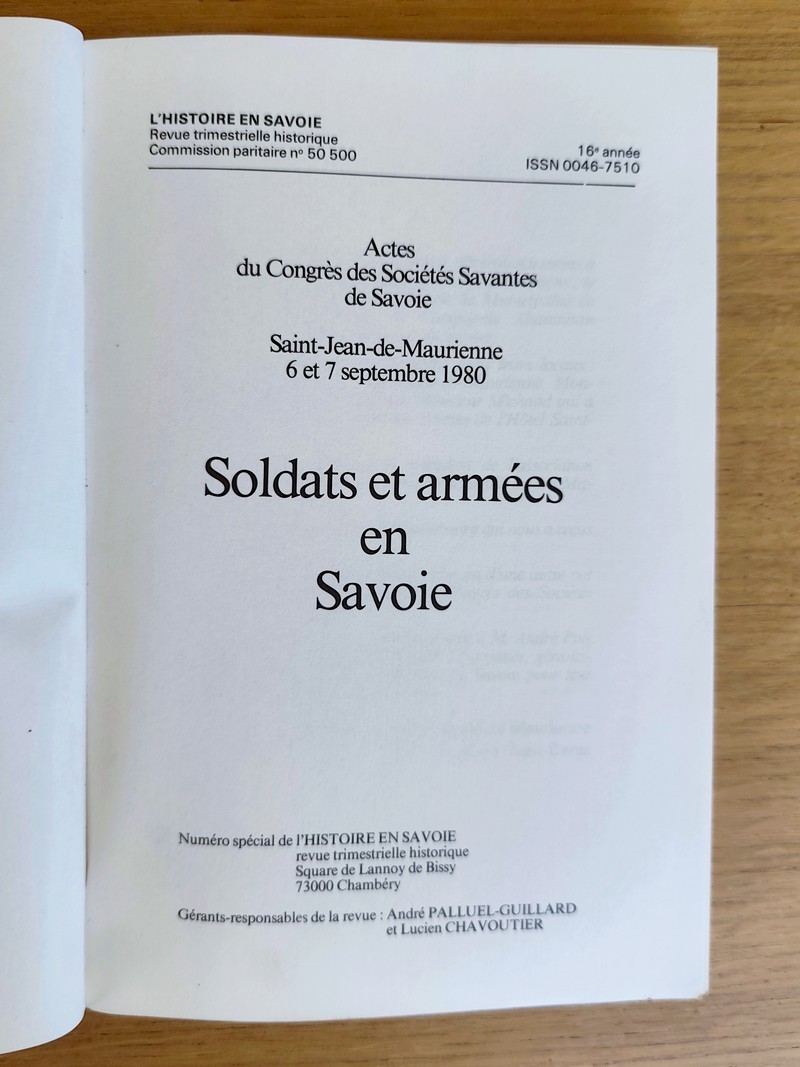 L'HISTOIRE EN SAVOIE
Revue trimestrielle historique
Commission paritaire nº 50 500
16e année
ISSN 0046-7510
Actes
du Congrès des Sociétés Savantes
de Savoie
Saint-Jean-de-Maurienne
6 et 7 septembre 1980
Soldats et armées
en
Savoie
Numéro spécial de l'HISTOIRE EN SAVOIE
revue trimestrielle historique
Square de Lannoy de Bissy
73000 Chambéry
Gérants-responsables de la revue : André PALLUEL-GUILLARD
et Lucien CHAVOUTIER